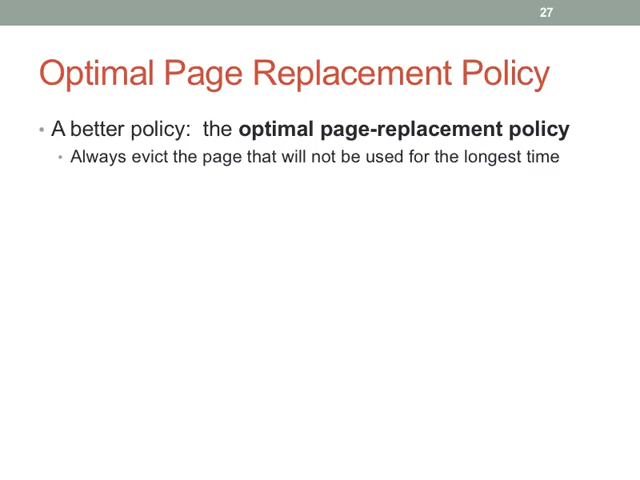 27
Optimal Page Replacement Policy
• A better policy:  the optimal page-replacement policy
• Always evict the page that will not be used for the longest time